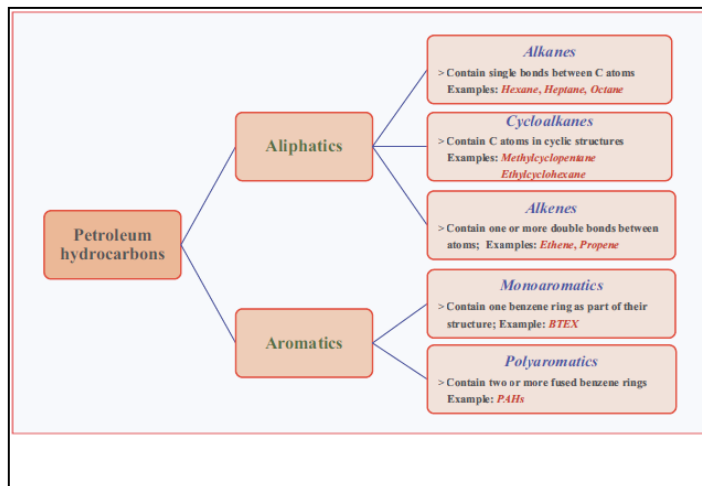 Alkanes
> Contain single bonds between C atoms
Examples: Hexane, Heptane, Octane
Cycloalkanes
> Contain C atoms in cyclic structures
Examples: Methylcyclopentane
Ethylcyclohexane
Aliphatics
Alkenes
> Contain one or more double bonds between
atoms; Examples: Ethene, Propene
Petroleum
hydrocarbons
Monoaromatics
> Contain one benzene ring as part of their
structure; Example: BTEX
Aromatics
Polyaromatics
> Contain two or more fused benzene rings
Example: PAHs